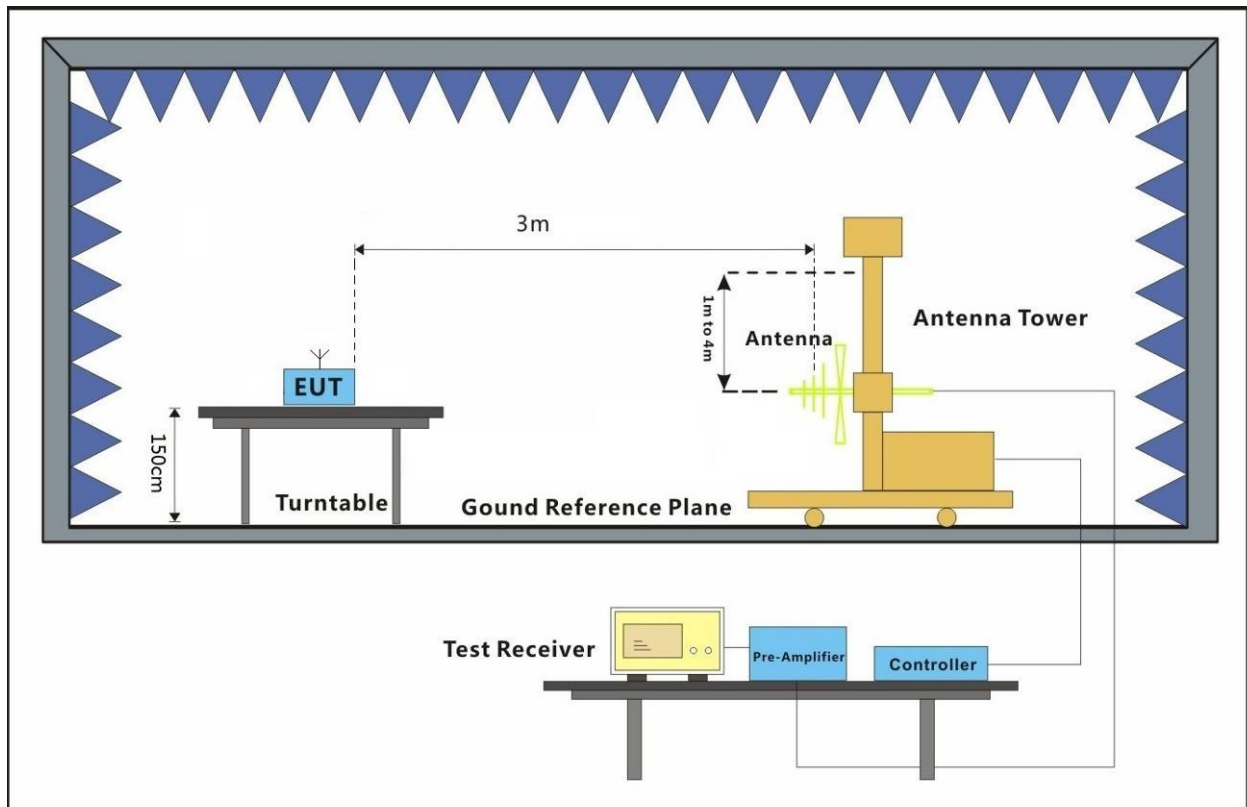 3m
1m to 4m
Antenna Tower
Antenna
EUT
150cm
Turntable
Gound Reference Plane
Test Receiver
Pre-Amplifier
Controller